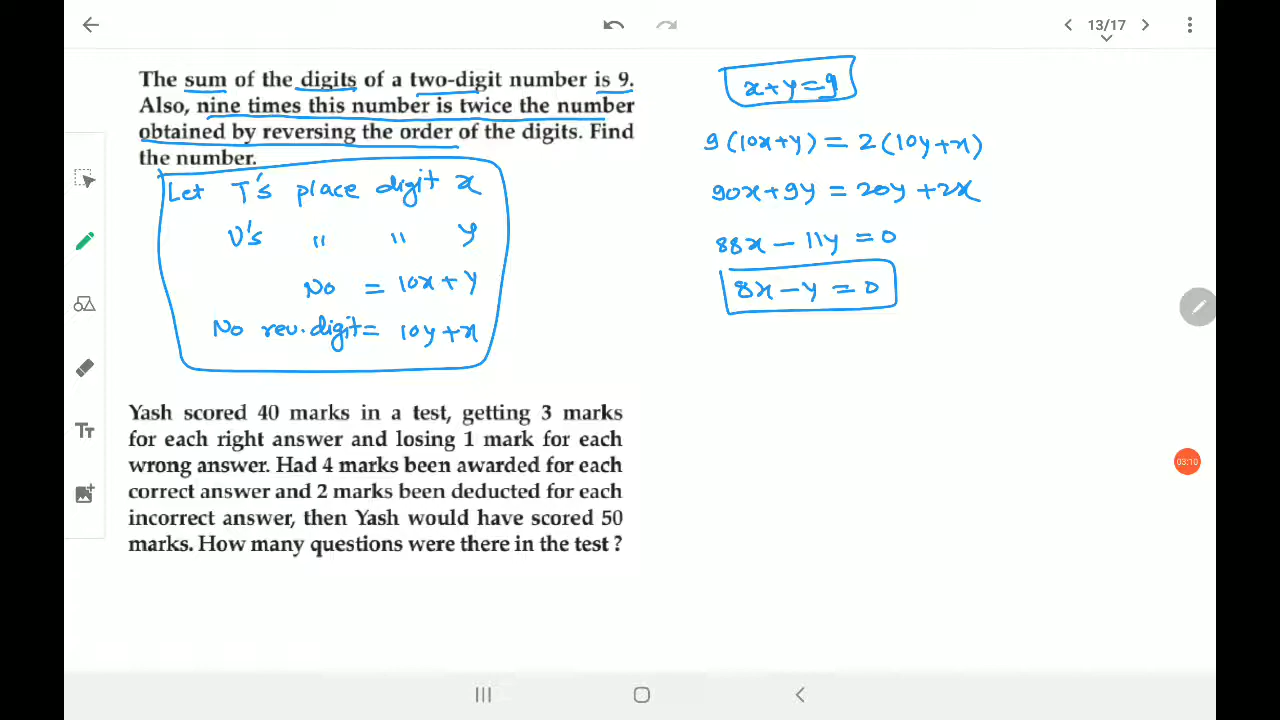 13/17
The sum of the digits of a two-digit number is 9.
Also, nine times this number is twice the number
obtained by reversing the order of the digits. Find
the number.
Let T's place digit x
U's " " y
No = 10x + y
No rev. digit = 10y + x
x + y = 9
9(10x + y) = 2(10y + x)
90x + 9y = 20y + 2x
88x - 11y = 0
8x - y = 0
Yash scored 40 marks in a test, getting 3 marks
for each right answer and losing 1 mark for each
wrong answer. Had 4 marks been awarded for each
correct answer and 2 marks been deducted for each
incorrect answer, then Yash would have scored 50
marks. How many questions were there in the test ?
TT
03:10